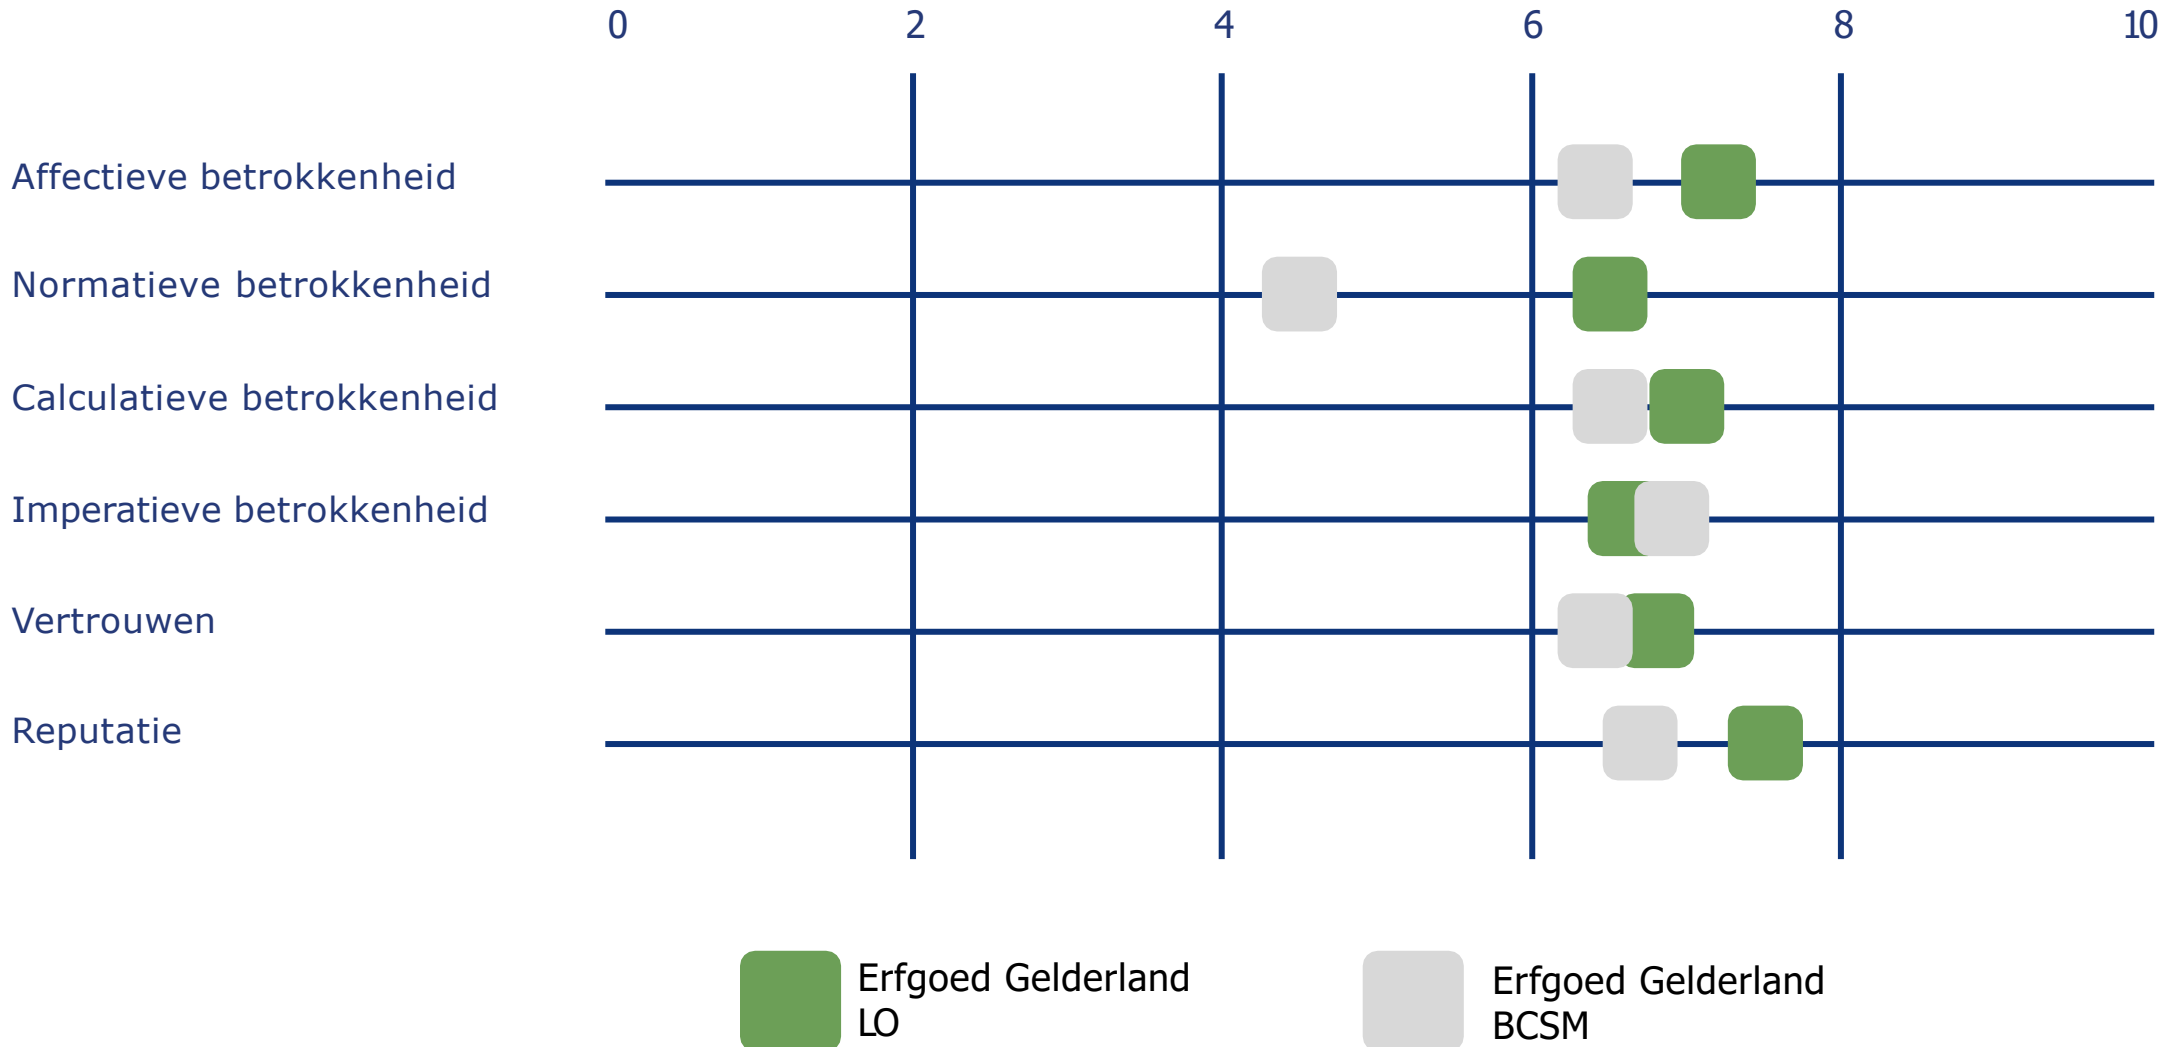 0 2 4 6 8 10
Affectieve betrokkenheid
Normatieve betrokkenheid
Calculatieve betrokkenheid
Imperatieve betrokkenheid
Vertrouwen
Reputatie
Erfgoed Gelderland
LO
Erfgoed Gelderland
BCSM